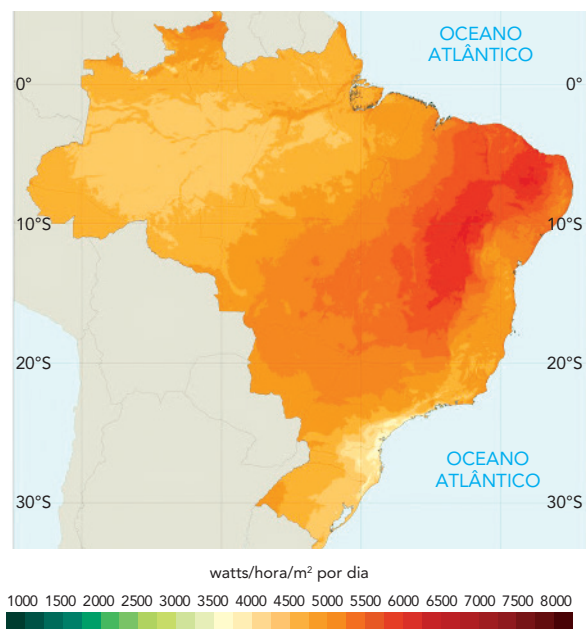 OCEANO
ATLÂNTICO
0° 0°
10°S 10°S
20°S 20°S
OCEANO
ATLÂNTICO
30°S 30°S
watts/hora/m² por dia
1000 1500 2000 2500 3000 3500 4000 4500 5000 5500 6000 6500 7000 7500 8000